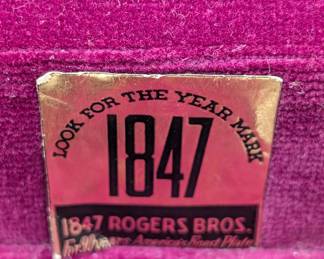 LOOK FOR THE YEAR MARK
1847
1847 ROGERS BROS.
America's Finest Plate